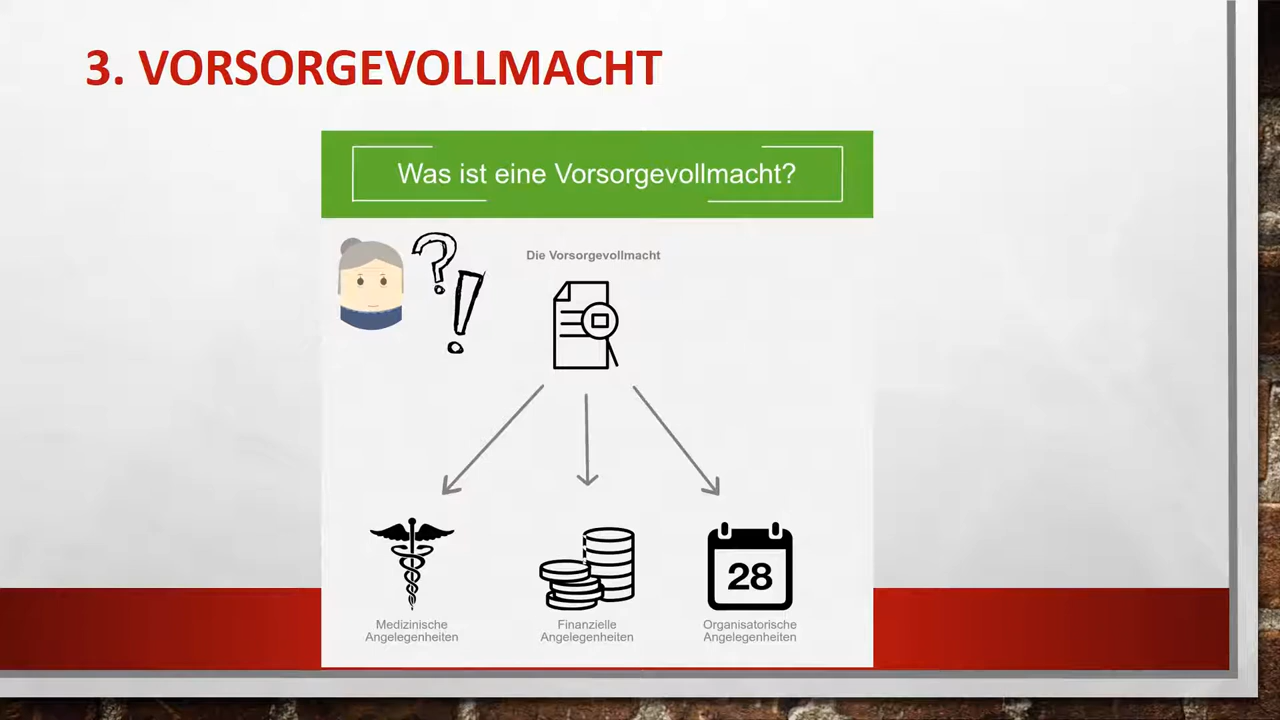 3. VORSORGEVOLLMACHT
Was ist eine Vorsorgevollmacht?
?
!
Die Vorsorgevollmacht
28
Medizinische
Angelegenheiten
Finanzielle
Angelegenheiten
Organisatorische
Angelegenheiten